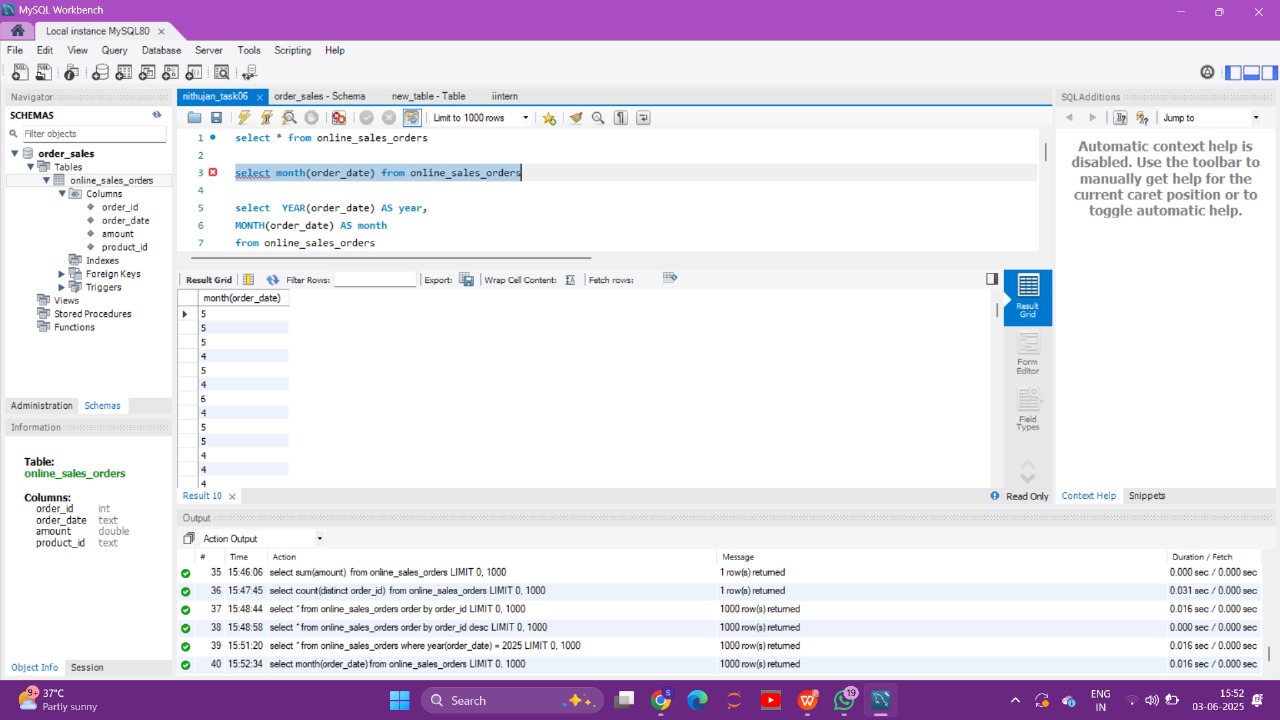 MySQL Workbench
Local instance MySQL80
File Edit View Query Database Server Tools Scripting Help
Navigator
SCHEMAS
Filter objects
order_sales
Tables
online_sales_orders
Columns
order_id
order_date
amount
product_id
Indexes
Foreign Keys
Triggers
Views
Stored Procedures
Functions
Administration Schemas
Information
Table:
online_sales_orders
Columns:
order_id int
order_date text
amount double
product_id text
Object Info Session
nithujan_task06 order_sales - Schema new_table - Table iintern
Limit to 1000 rows
1 select * from online_sales_orders
2
3 select month(order_date) from online_sales_orders
4
5 select YEAR(order_date) AS year,
6 MONTH(order_date) AS month
7 from online_sales_orders
Result Grid Filter Rows: Export: Wrap Cell Content: Fetch rows:
month(order_date)
5
5
5
4
5
4
6
4
5
5
4
4
4
Result Grid
Form Editor
Field Types
Result 10 Read Only
Output
Action Output
# Time Action Message Duration / Fetch
35 15:46:06 select sum(amount) from online_sales_orders LIMIT 0, 1000 1 row(s) returned 0.000 sec / 0.000 sec
36 15:47:45 select count(distinct order_id) from online_sales_orders LIMIT 0, 1000 1 row(s) returned 0.031 sec / 0.000 sec
37 15:48:44 select * from online_sales_orders order by order_id LIMIT 0, 1000 1000 row(s) returned 0.016 sec / 0.000 sec
38 15:48:58 select * from online_sales_orders order by order_id desc LIMIT 0, 1000 1000 row(s) returned 0.000 sec / 0.000 sec
39 15:51:20 select * from online_sales_orders where year(order_date) = 2025 LIMIT 0, 1000 1000 row(s) returned 0.016 sec / 0.000 sec
40 15:52:34 select month(order_date) from online_sales_orders LIMIT 0, 1000 1000 row(s) returned 0.016 sec / 0.000 sec
SQLAdditions
Jump to
Automatic context help is
disabled. Use the toolbar to
manually get help for the
current caret position or to
toggle automatic help.
Context Help Snippets
9+
37°C
Partly sunny
Search
S
19
ENG
IN
15:52
03-06-2025